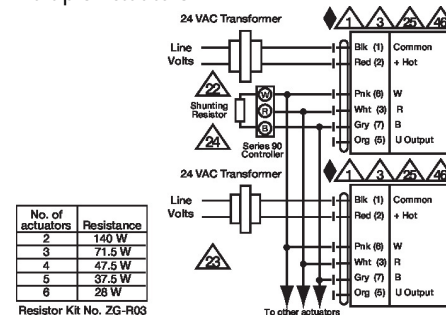 24 VAC Transformer
1 3 25 46
Line
Volts
Blk (1) Common
Red (2) + Hot
22
Shunting
Resistor
24
W
R
B
Series 90
Controller
Pnk (6) W
Wht (3) R
Gry (7) B
Org (5) U Output
24 VAC Transformer
1 3 25 46
Line
Volts
Blk (1) Common
Red (2) + Hot
23
Pnk (6) W
Wht (3) R
Gry (7) B
Org (5) U Output
To other actuators
No. of
actuators Resistance
2 140 W
3 71.5 W
4 47.5 W
5 37.5 W
6 28 W
Resistor Kit No. ZG-R03